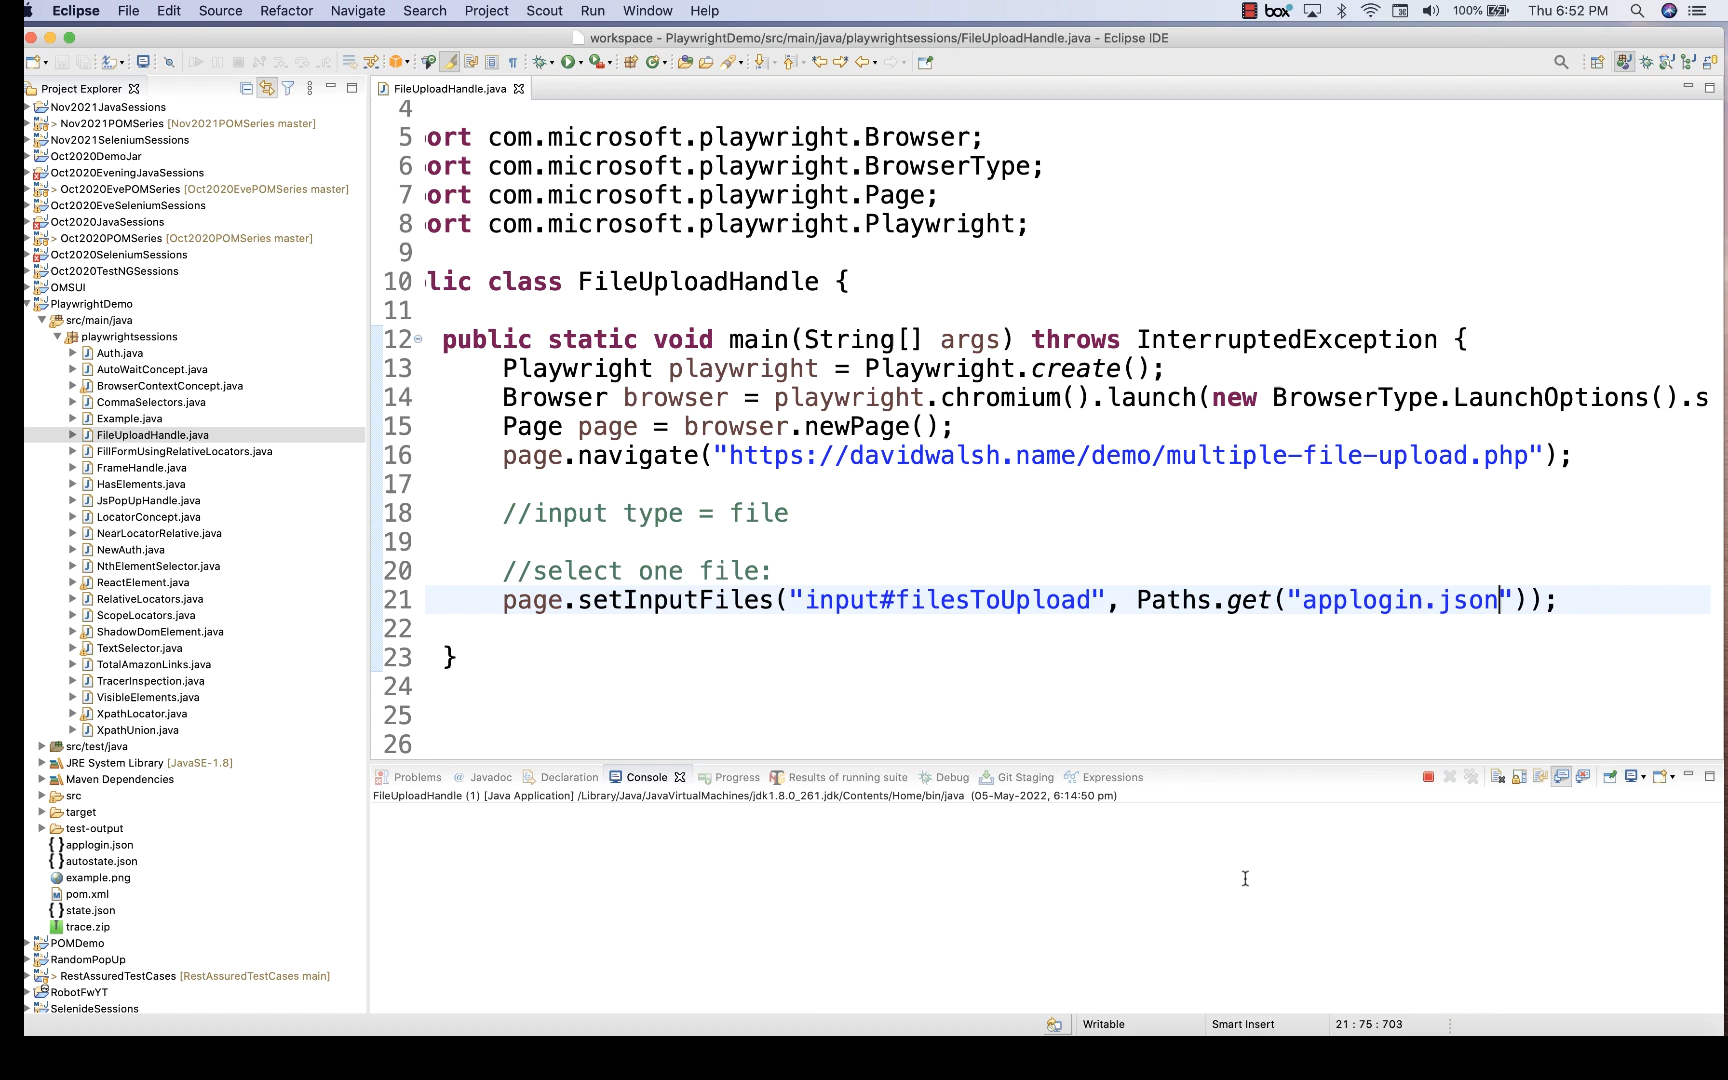 Eclipse File Edit Source Refactor Navigate Search Project Scout Run Window Help box 100% Thu 6:52 PM
workspace - PlaywrightDemo/src/main/java/playwrightsessions/FileUploadHandle.java - Eclipse IDE
Project Explorer
Nov2021JavaSessions
> Nov2021POMSeries [Nov2021POMSeries master]
Nov2021SeleniumSessions
Oct2020DemoJar
Oct2020EveningJavaSessions
> Oct2020EvePOMSeries [Oct2020EvePOMSeries master]
Oct2020EveSeleniumSessions
Oct2020JavaSessions
> Oct2020POMSeries [Oct2020POMSeries master]
Oct2020SeleniumSessions
Oct2020TestNGSessions
OMSUI
PlaywrightDemo
src/main/java
playwrightsessions
Auth.java
AutoWaitConcept.java
BrowserContextConcept.java
CommaSelectors.java
Example.java
FileUploadHandle.java
FillFormUsingRelativeLocators.java
FrameHandle.java
HasElements.java
JsPopUpHandle.java
LocatorConcept.java
NearLocatorRelative.java
NewAuth.java
NthElementSelector.java
ReactElement.java
RelativeLocators.java
ScopeLocators.java
ShadowDomElement.java
TextSelector.java
TotalAmazonLinks.java
TracerInspection.java
VisibleElements.java
XpathLocator.java
XpathUnion.java
src/test/java
JRE System Library [JavaSE-1.8]
Maven Dependencies
src
target
test-output
applogin.json
autostate.json
example.png
pom.xml
state.json
trace.zip
POMDemo
RandomPopUp
> RestAssuredTestCases [RestAssuredTestCases main]
RobotFwYT
SelenideSessions
FileUploadHandle.java
4
5 ort com.microsoft.playwright.Browser;
6 ort com.microsoft.playwright.BrowserType;
7 ort com.microsoft.playwright.Page;
8 ort com.microsoft.playwright.Playwright;
9
10 lic class FileUploadHandle {
11
12 public static void main(String[] args) throws InterruptedException {
13 Playwright playwright = Playwright.create();
14 Browser browser = playwright.chromium().launch(new BrowserType.LaunchOptions().s
15 Page page = browser.newPage();
16 page.navigate("https://davidwalsh.name/demo/multiple-file-upload.php");
17
18 //input type = file
19
20 //select one file:
21 page.setInputFiles("input#filesToUpload", Paths.get("applogin.json"));
22
23 }
24
25
26
Problems @ Javadoc Declaration Console Progress Results of running suite Debug Git Staging Expressions
FileUploadHandle (1) [Java Application] /Library/Java/JavaVirtualMachines/jdk1.8.0_261.jdk/Contents/Home/bin/java (05-May-2022, 6:14:50 pm)
Writable Smart Insert 21 : 75 : 703